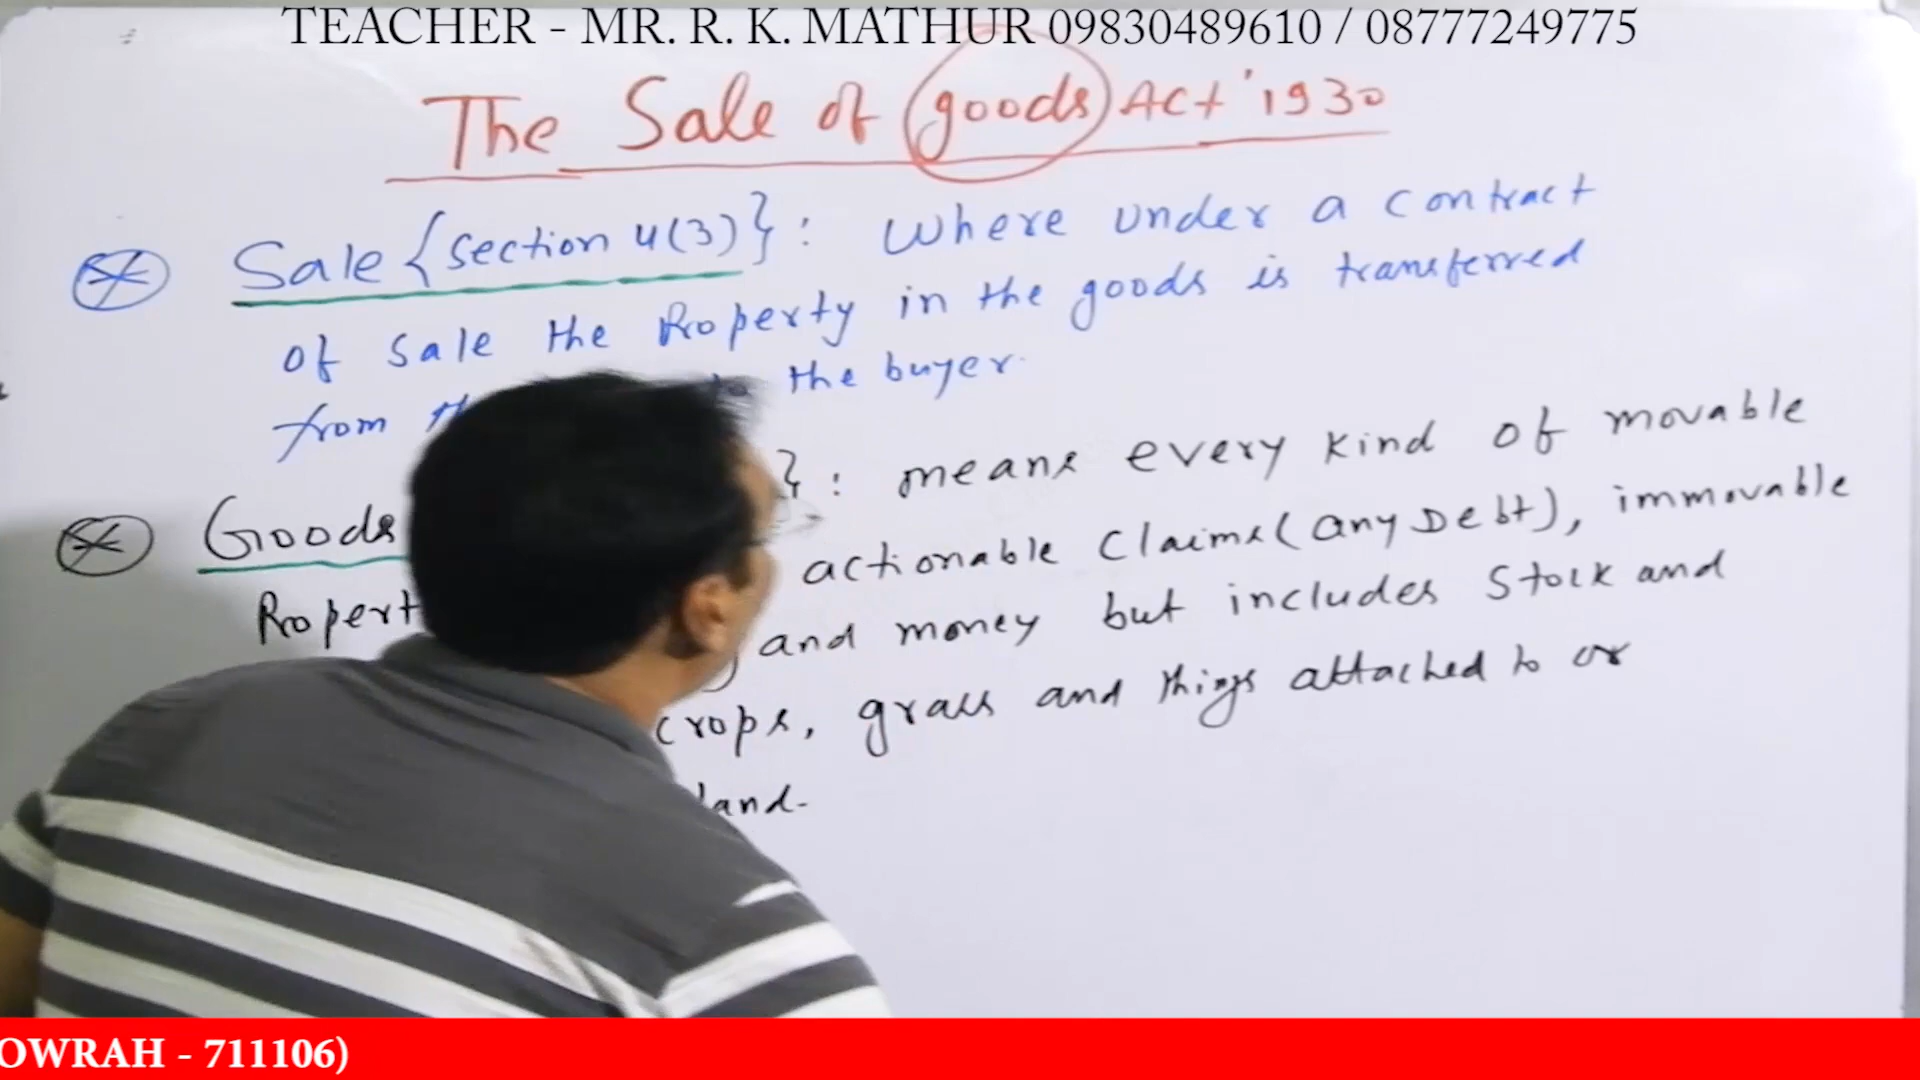 TEACHER - MR. R. K. MATHUR 09830489610 / 08777249775
The Sale of goods Act '1930
Sale {section 4(3)} : Where under a contract
of sale the Property in the goods is transferred
from the buyer.
Goods } : means every kind of movable
actionable Claims (any Debt), immovable
and money but includes Stock and
crops, grass and things attached to or
land.
OWRAH - 711106)